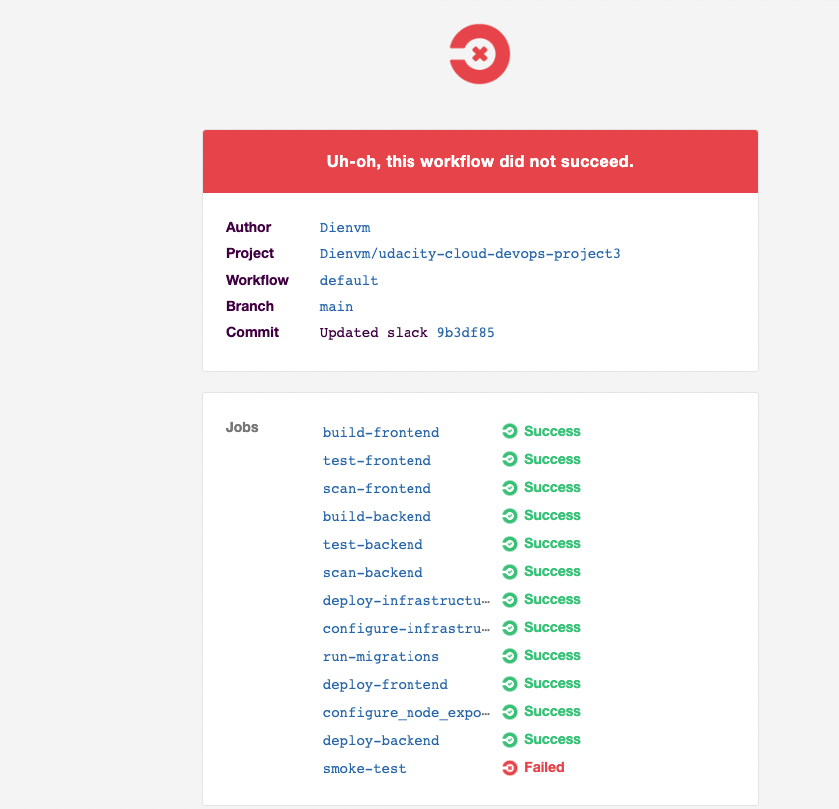 Uh-oh, this workflow did not succeed.
Author Dienvm
Project Dienvm/udacity-cloud-devops-project3
Workflow default
Branch main
Commit Updated slack 9b3df85
Jobs
build-frontend Success
test-frontend Success
scan-frontend Success
build-backend Success
test-backend Success
scan-backend Success
deploy-infrastructu… Success
configure-infrastru… Success
run-migrations Success
deploy-frontend Success
configure_node_expo… Success
deploy-backend Success
smoke-test Failed